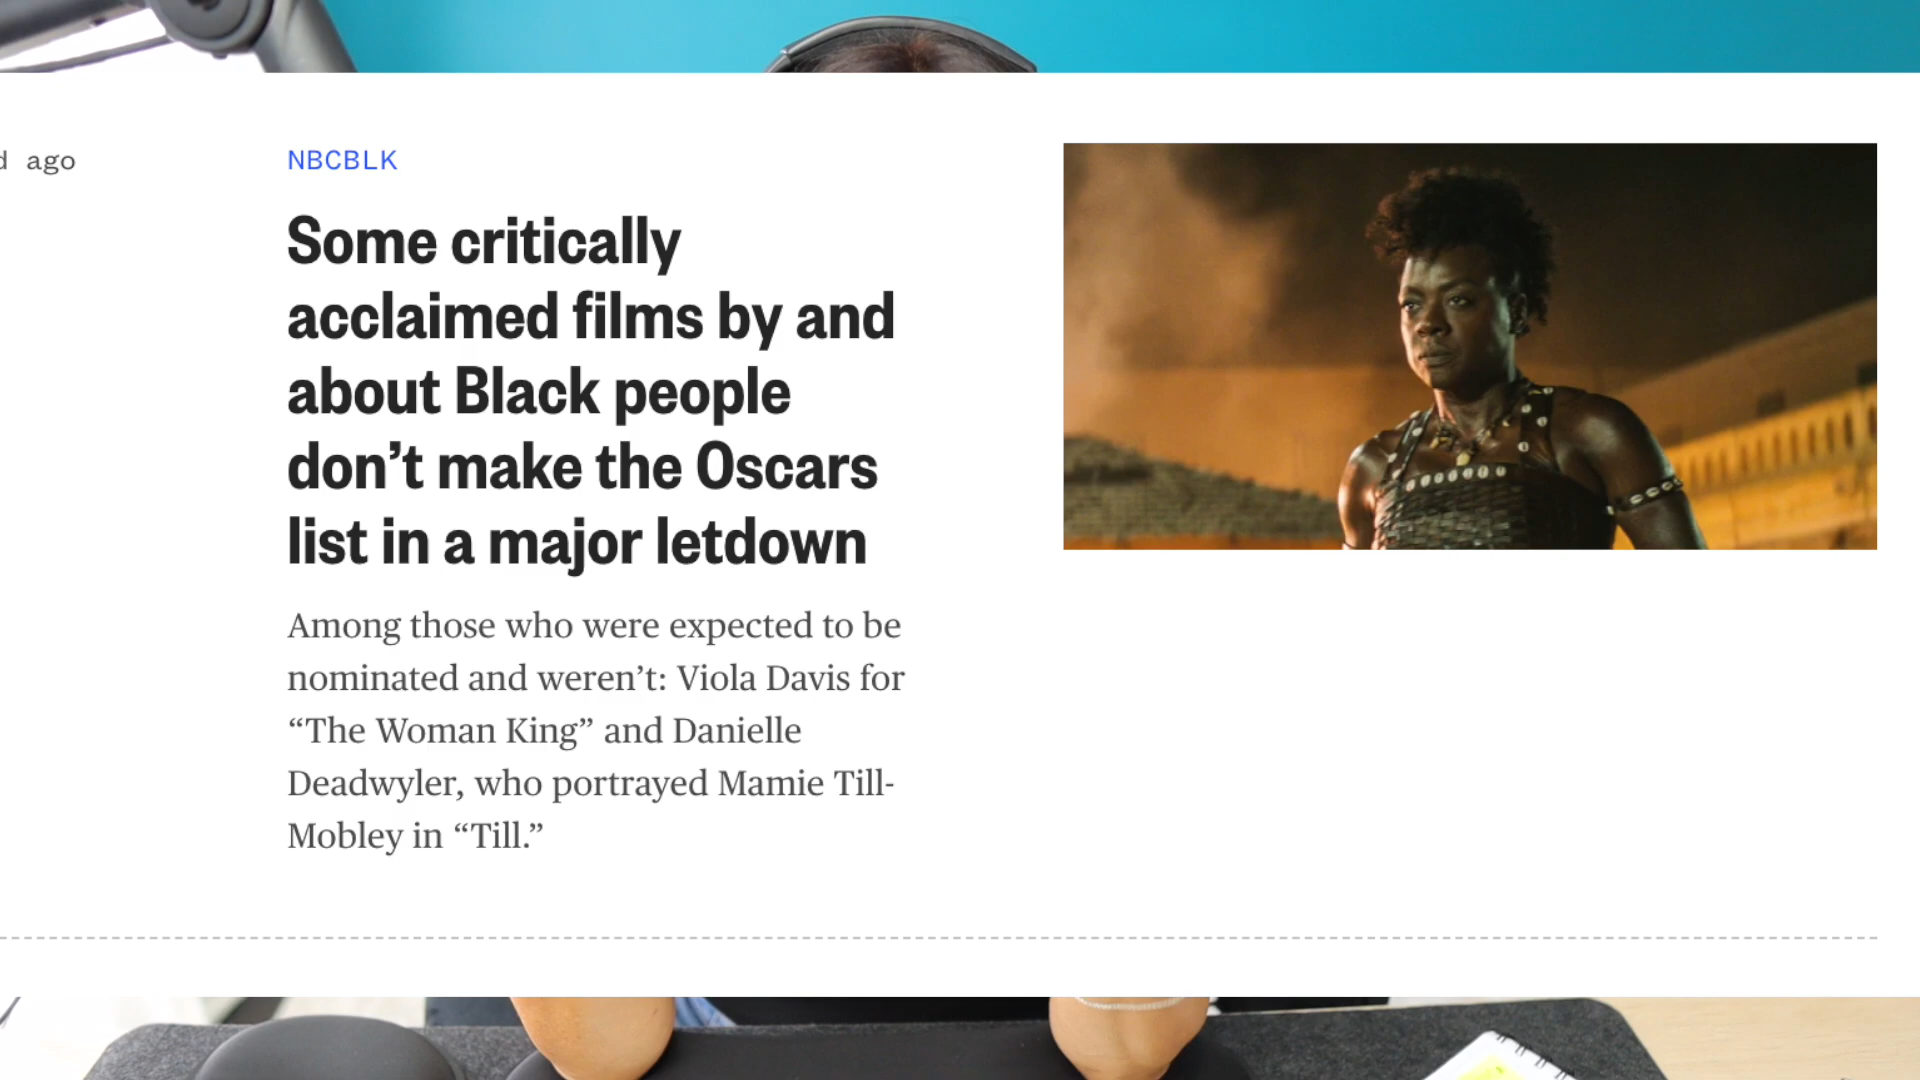 d ago
NBCBLK
Some critically
acclaimed films by and
about Black people
don’t make the Oscars
list in a major letdown
Among those who were expected to be
nominated and weren’t: Viola Davis for
“The Woman King” and Danielle
Deadwyler, who portrayed Mamie Till-
Mobley in “Till.”